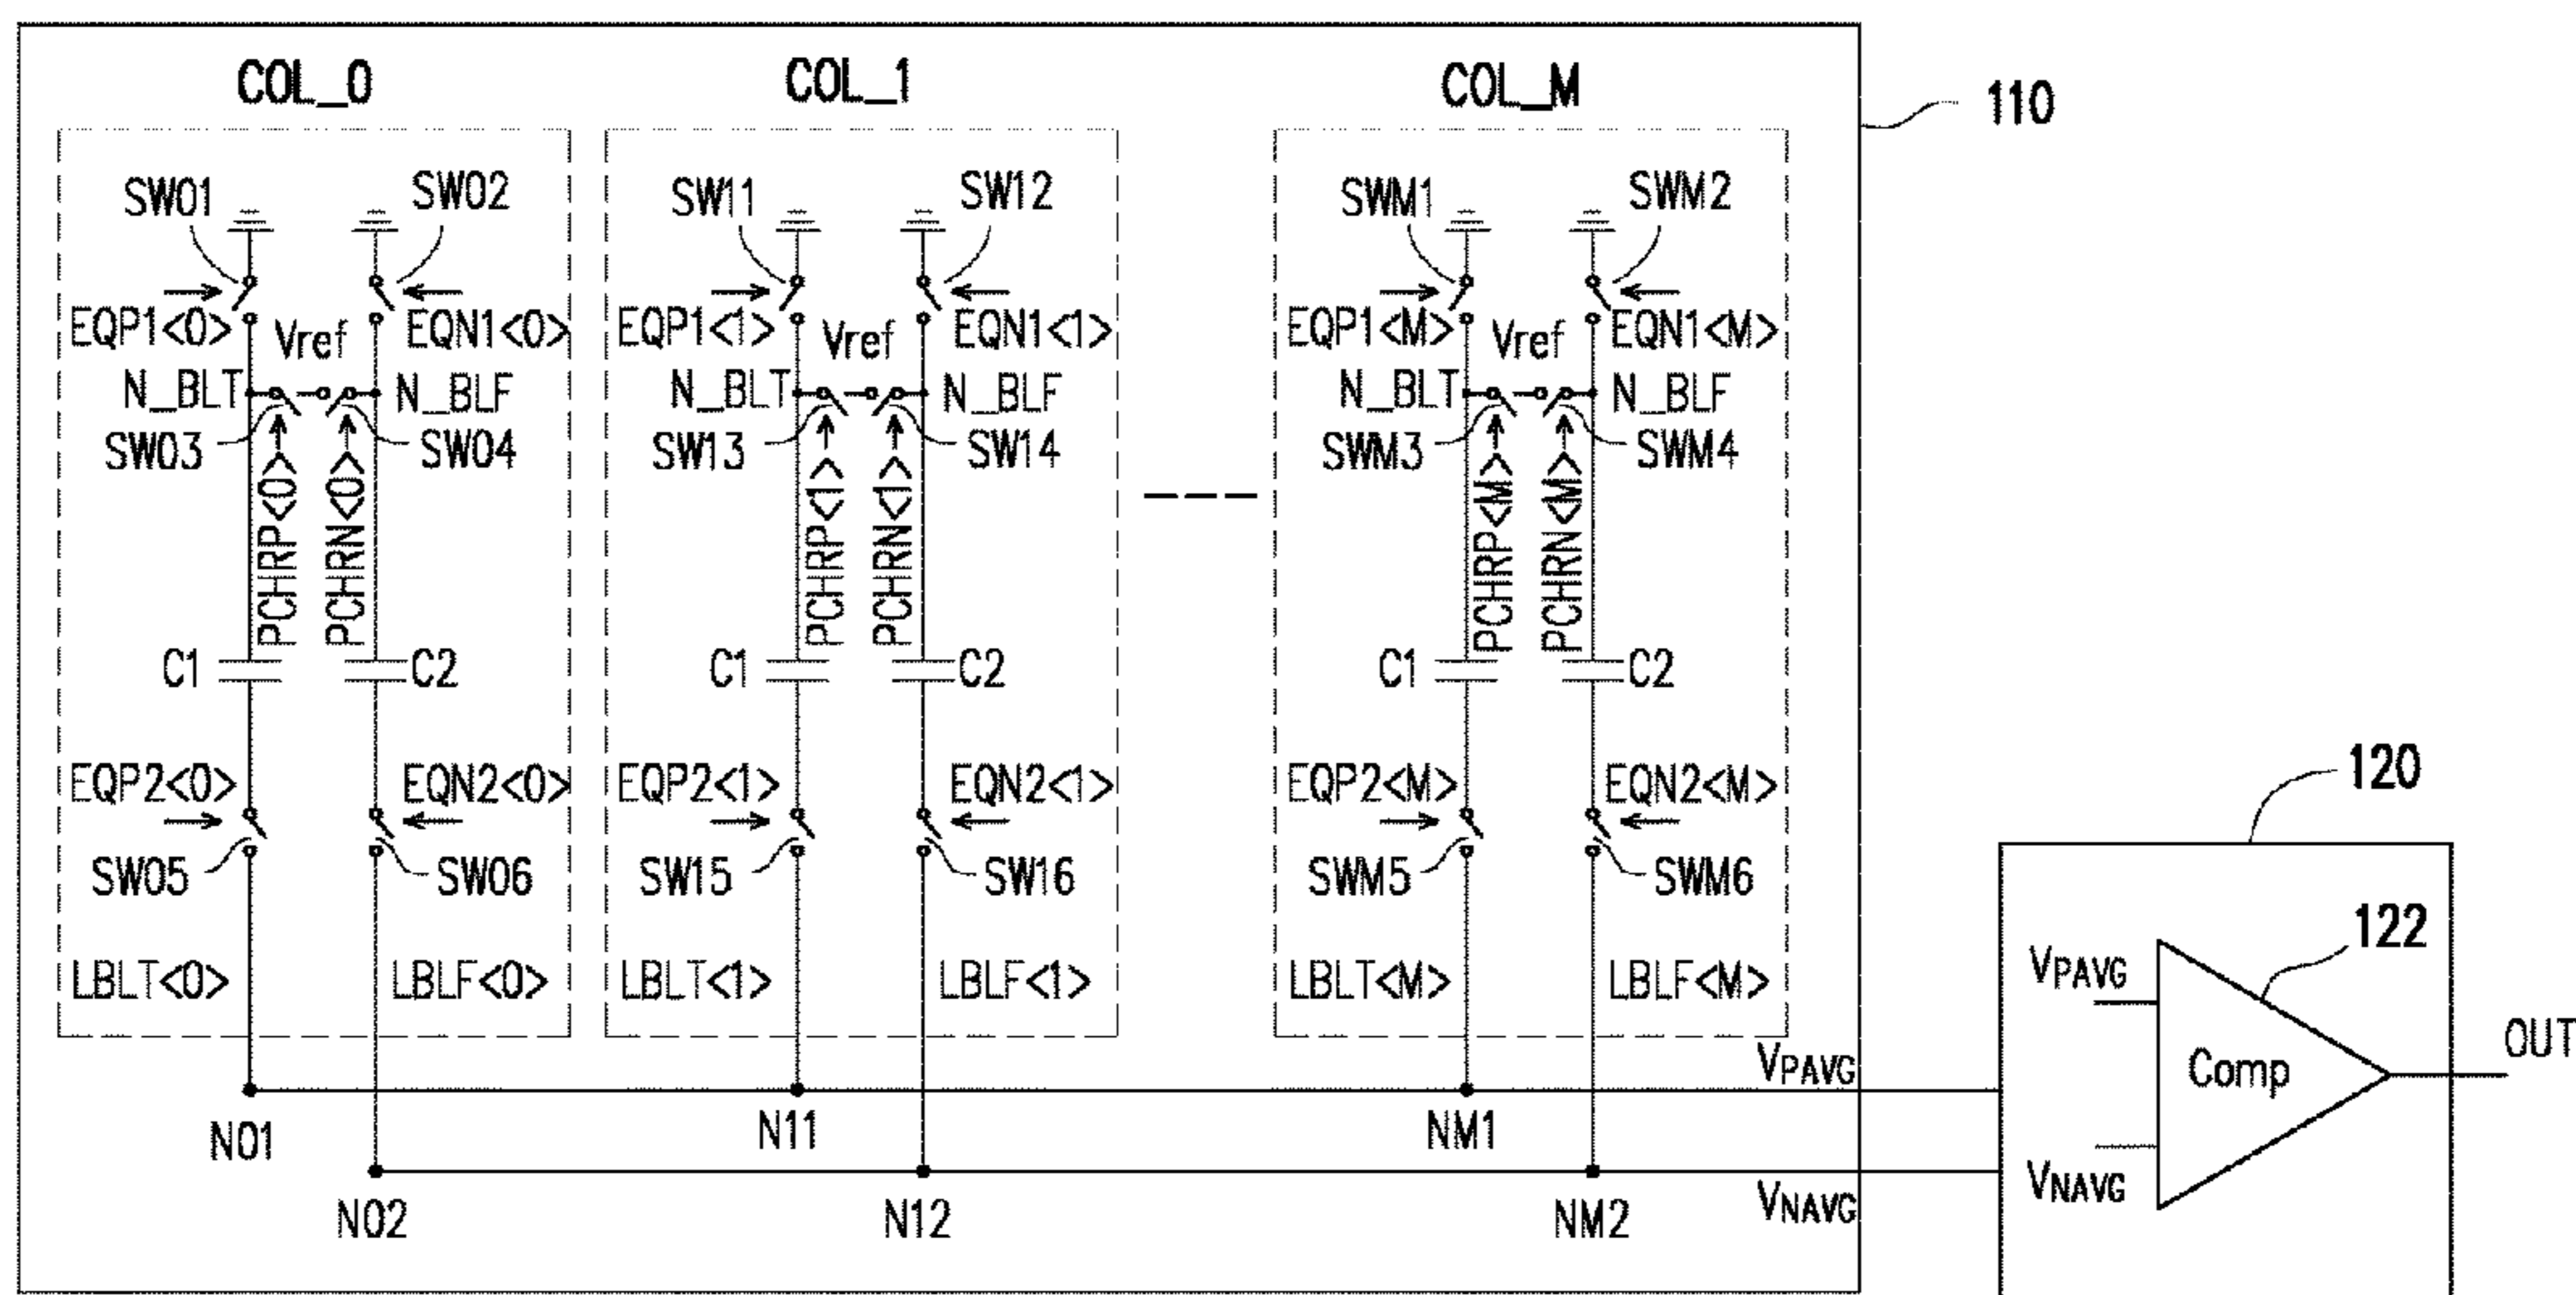 COL_0 COL_1 COL_M
110
SW01 SW02 SW11 SW12 SWM1 SWM2
EQP1<0> Vref EQN1<0> EQP1<1> Vref EQN1<1> EQP1<M> Vref EQN1<M>
N_BLT N_BLF N_BLT N_BLF N_BLT N_BLF
SW03 SW04 SW13 SW14 SWM3 SWM4
PCHRP<0> PCHRN<0> PCHRP<1> PCHRN<1> PCHRP<M> PCHRN<M>
C1 C2 C1 C2 C1 C2
EQP2<0> EQN2<0> EQP2<1> EQN2<1> EQP2<M> EQN2<M>
120
SW05 SW06 SW15 SW16 SWM5 SWM6
122
LBLT<0> LBLF<0> LBLT<1> LBLF<1> LBLT<M> LBLF<M>
VPAVG
OUT
VPAVG
Comp
N01 N11 NM1
VNAVG
VNAVG
N02 N12 NM2